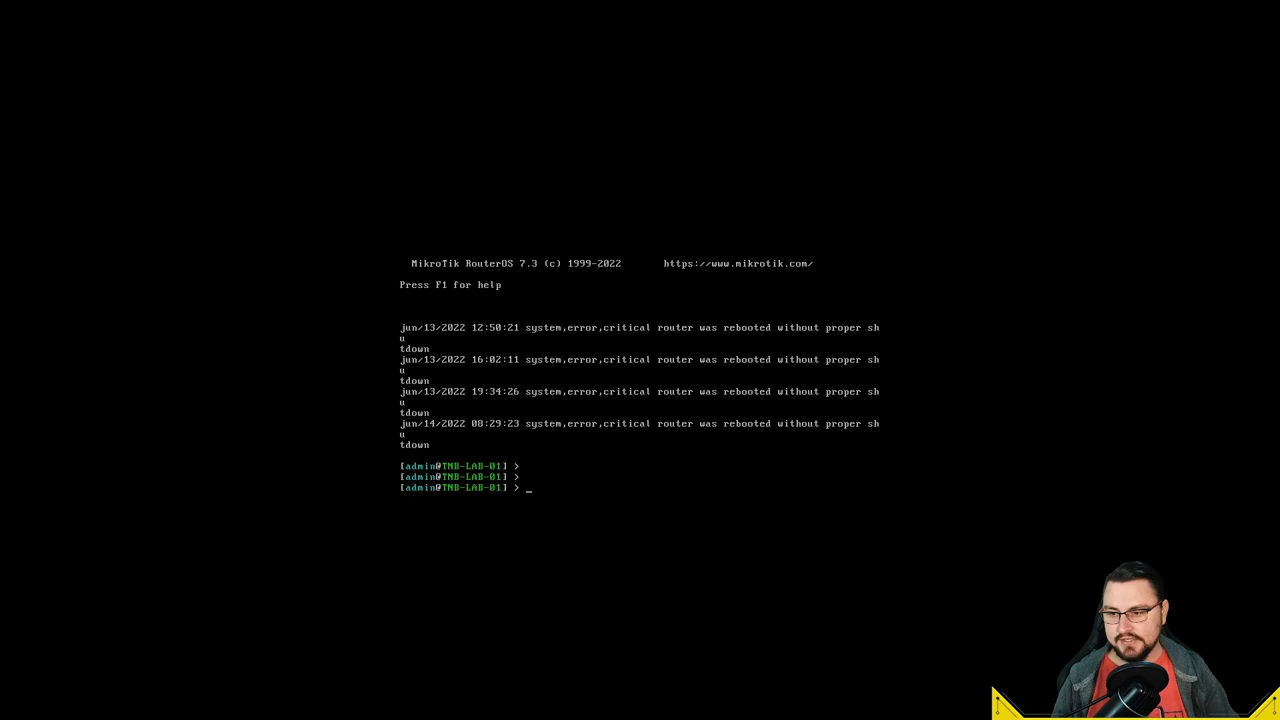 MikroTik RouterOS 7.3 (c) 1999-2022 https://www.mikrotik.com/
Press F1 for help
jun/13/2022 12:50:21 system,error,critical router was rebooted without proper sh
u
tdown
jun/13/2022 16:02:11 system,error,critical router was rebooted without proper sh
u
tdown
jun/13/2022 19:34:26 system,error,critical router was rebooted without proper sh
u
tdown
jun/14/2022 08:29:23 system,error,critical router was rebooted without proper sh
u
tdown
[admin@TNB-LAB-01] >
[admin@TNB-LAB-01] >
[admin@TNB-LAB-01] > _